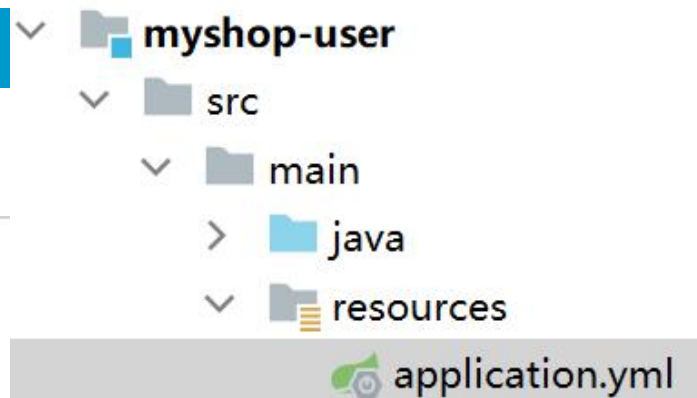 myshop-user
src
main
java
resources
application.yml